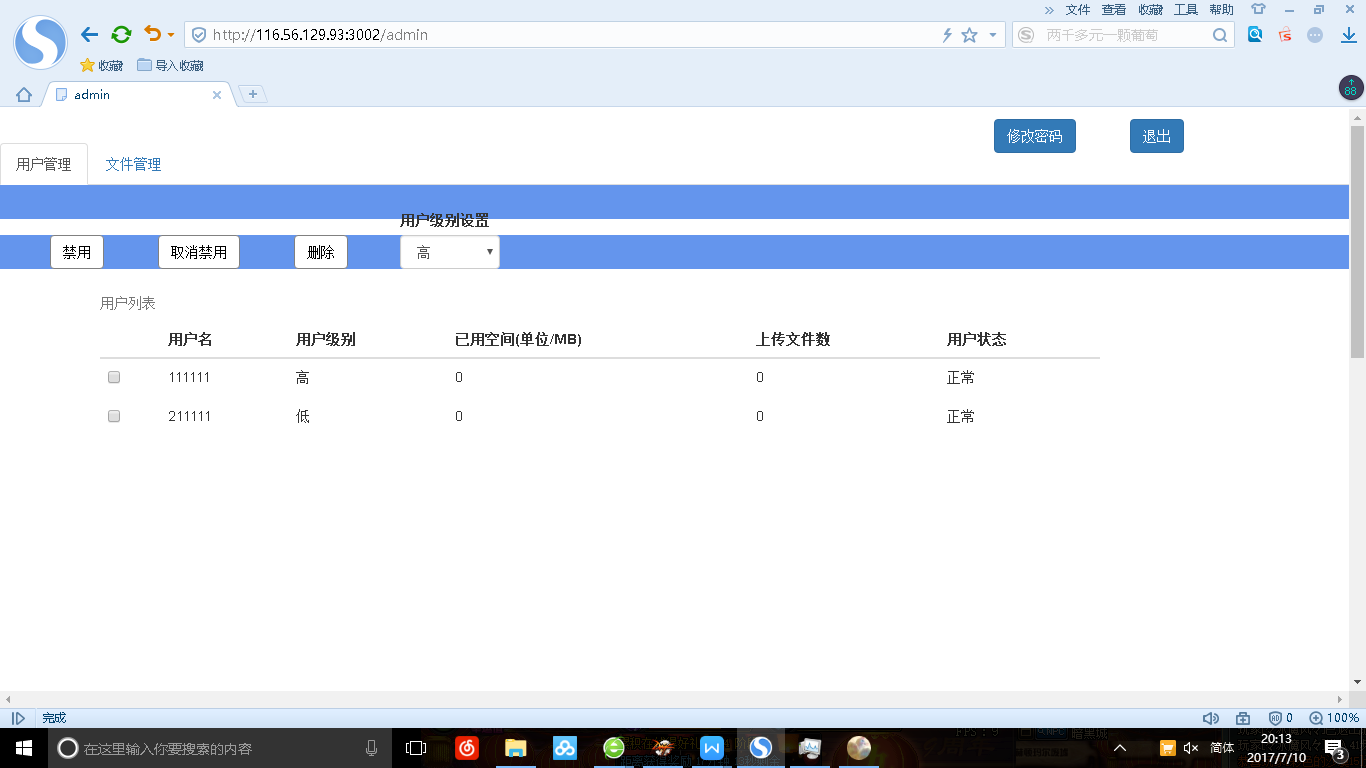 » 文件 查看 收藏 工具 帮助
http://116.56.129.93:3002/admin
两千多元一颗葡萄
收藏 导入收藏
admin
88
修改密码 退出
用户管理 文件管理
用户级别设置
禁用 取消禁用 删除 高
用户列表
用户名 用户级别 已用空间(单位/MB) 上传文件数 用户状态
111111 高 0 0 正常
211111 低 0 0 正常
完成 0 100%
在这里输入你要搜索的内容
简体
20:13
2017/7/10
3